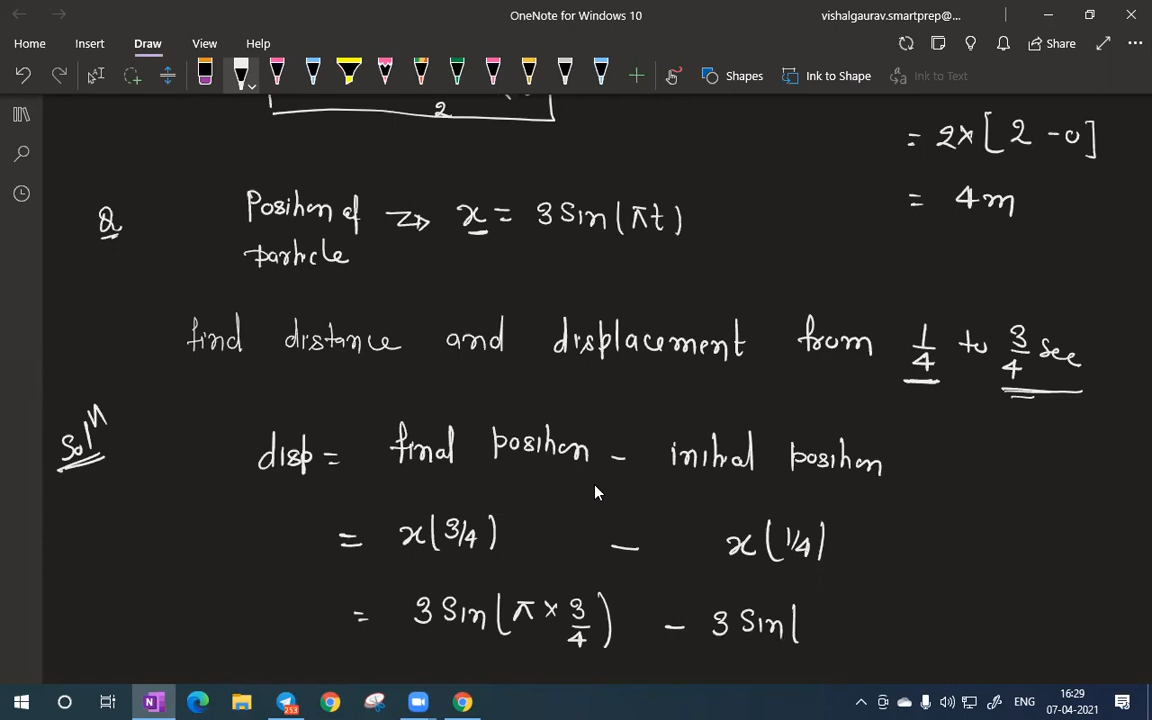 OneNote for Windows 10
vishalgaurav.smartprep@...
Home Insert Draw View Help
Share
Shapes Ink to Shape Ink to Text
2
= 2x[2 -0]
= 4m
Q Position of particle x = 3 Sin(πt)
find distance and displacement from 1/4 to 3/4 sec
Solⁿ disp = final position - initial position
= x(3/4) - x(1/4)
= 3 Sin(π × 3/4) - 3 Sin(
253
ENG
16:29
07-04-2021
3